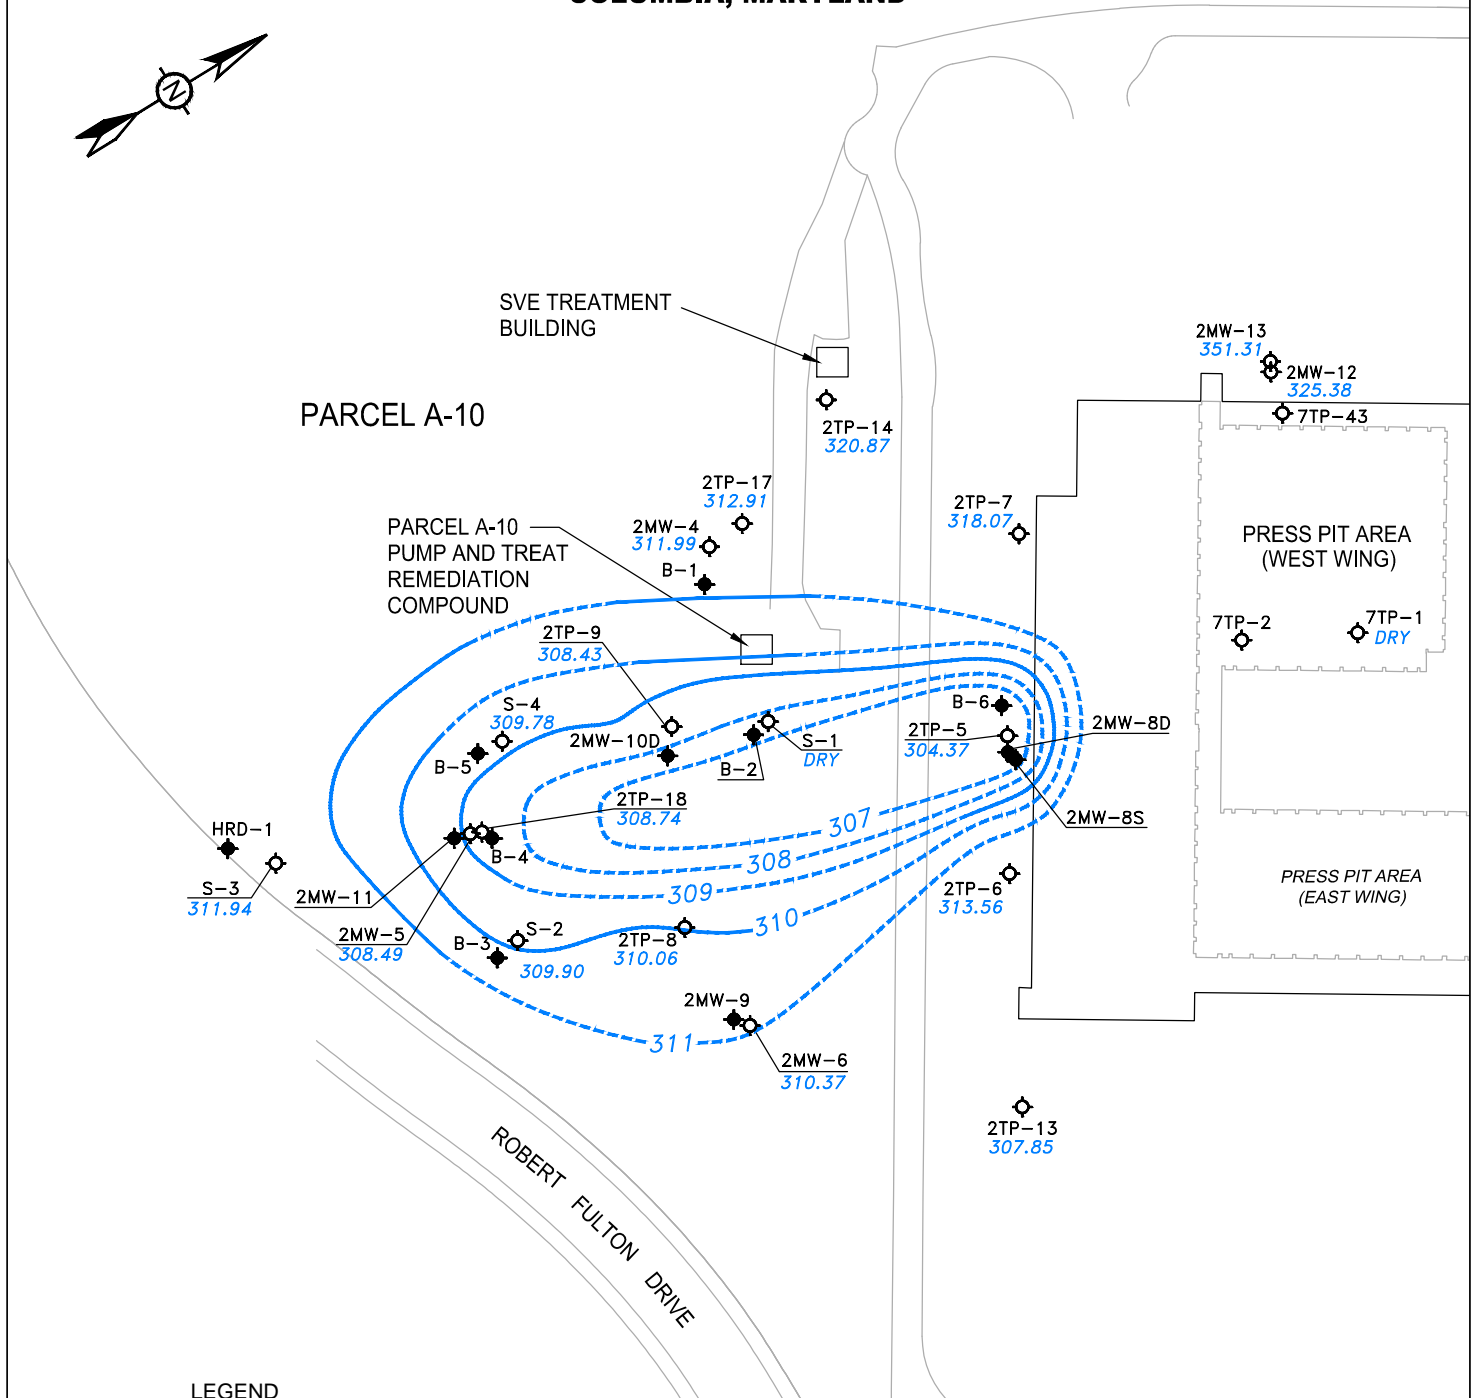 COLUMBIA, MARYLAND
N
SVE TREATMENT
BUILDING
2MW-13
351.31
2MW-12
325.38
7TP-43
PARCEL A-10
2TP-14
320.87
2TP-17
312.91
2TP-7
318.07
2MW-4
311.99
B-1
PARCEL A-10
PUMP AND TREAT
REMEDIATION
COMPOUND
PRESS PIT AREA
(WEST WING)
7TP-2
7TP-1
DRY
2TP-9
308.43
S-4
309.78
B-6
2MW-10D
B-5
S-1
DRY
B-2
2TP-5
304.37
2MW-8D
2TP-18
308.74
2MW-8S
HRD-1
B-4
307
308
309
310
S-3
311.94
2MW-11
2MW-5
308.49
2TP-6
313.56
PRESS PIT AREA
(EAST WING)
S-2
309.90
B-3
2TP-8
310.06
2MW-9
311
2MW-6
310.37
2TP-13
307.85
ROBERT FULTON DRIVE
LEGEND